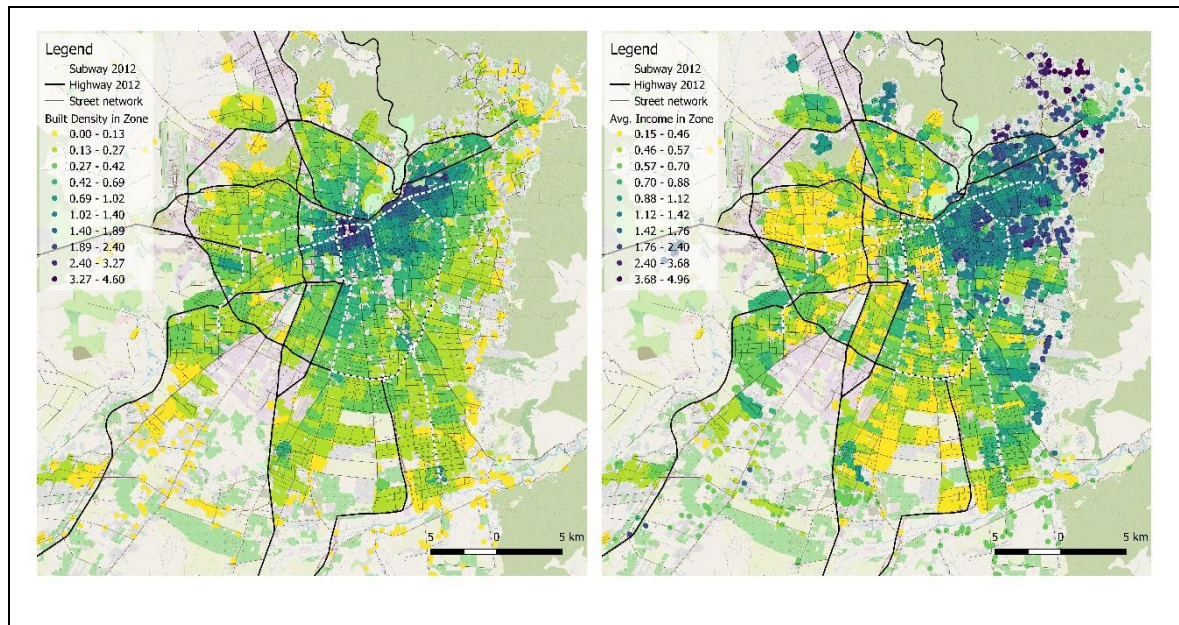 Legend
Subway 2012
Highway 2012
Street network
Built Density in Zone
0.00 - 0.13
0.13 - 0.27
0.27 - 0.42
0.42 - 0.69
0.69 - 1.02
1.02 - 1.40
1.40 - 1.89
1.89 - 2.40
2.40 - 3.27
3.27 - 4.60
5 0 5 km
Legend
Subway 2012
Highway 2012
Street network
Avg. Income in Zone
0.15 - 0.46
0.46 - 0.57
0.57 - 0.70
0.70 - 0.88
0.88 - 1.12
1.12 - 1.42
1.42 - 1.76
1.76 - 2.40
2.40 - 3.68
3.68 - 4.96
5 0 5 km